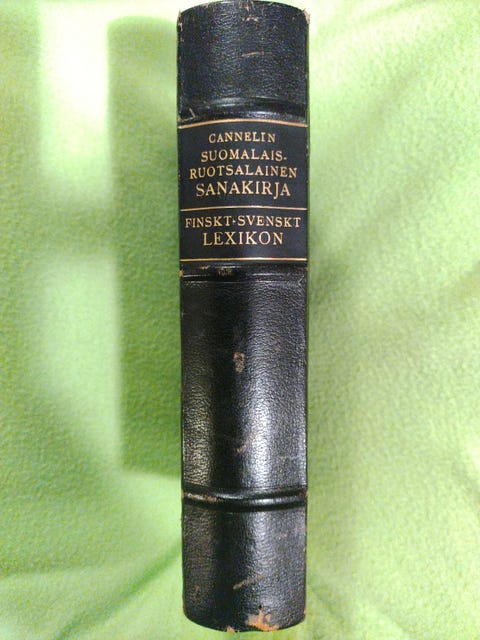 CANNELIN
SUOMALAIS-
RUOTSALAINEN
SANAKIRJA
FINSKT-SVENSKT
LEXIKON